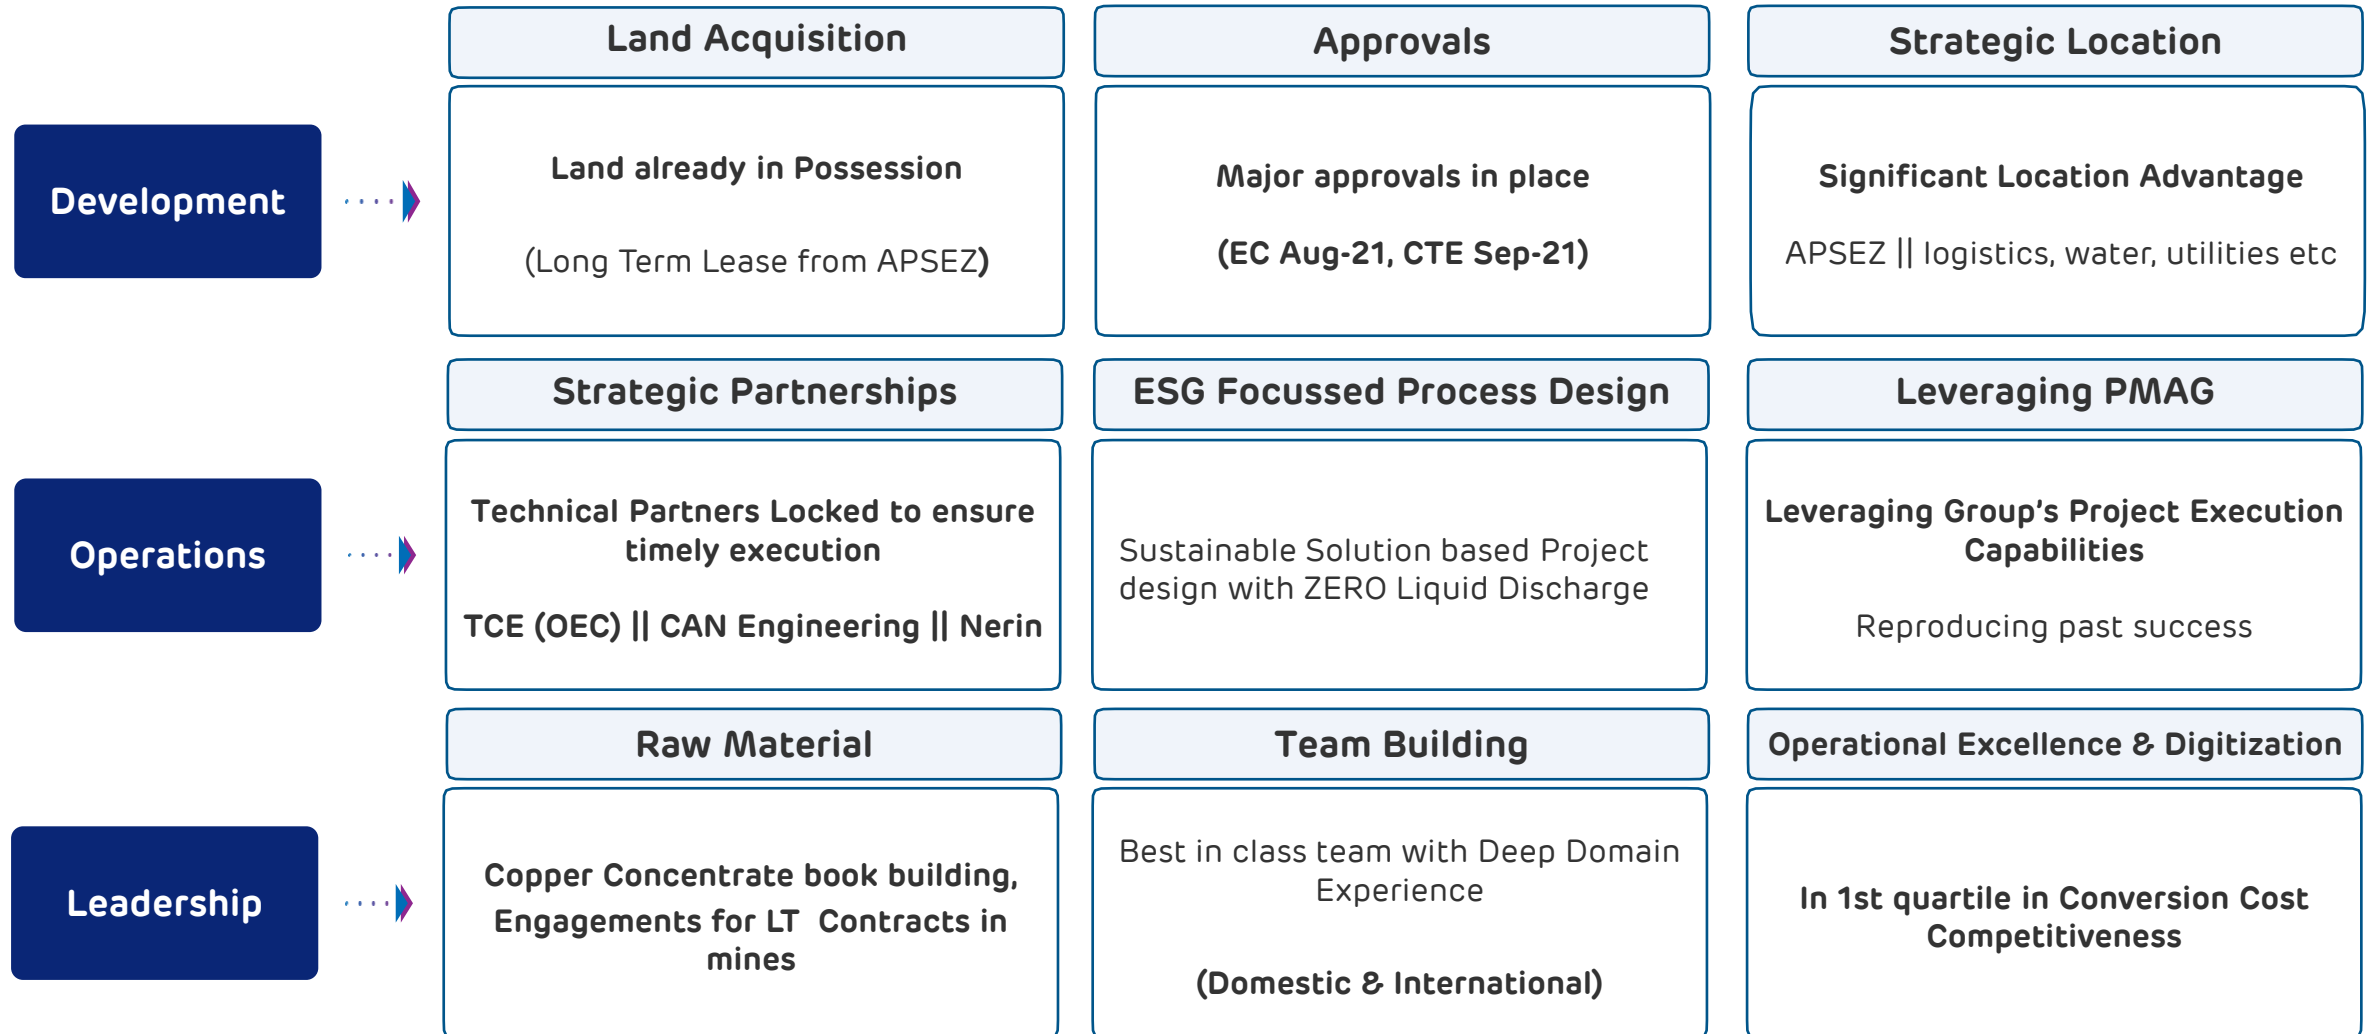 Land Acquisition
Approvals
Strategic Location
Development
Land already in Possession
(Long Term Lease from APSEZ)
Major approvals in place
(EC Aug-21, CTE Sep-21)
Significant Location Advantage
APSEZ || logistics, water, utilities etc
Strategic Partnerships
ESG Focussed Process Design
Leveraging PMAG
Operations
Technical Partners Locked to ensure
timely execution
TCE (OEC) || CAN Engineering || Nerin
Sustainable Solution based Project
design with ZERO Liquid Discharge
Leveraging Group's Project Execution
Capabilities
Reproducing past success
Raw Material
Team Building
Operational Excellence & Digitization
Leadership
Copper Concentrate book building,
Engagements for LT  Contracts in
mines
Best in class team with Deep Domain
Experience
(Domestic & International)
In 1st quartile in Conversion Cost
Competitiveness